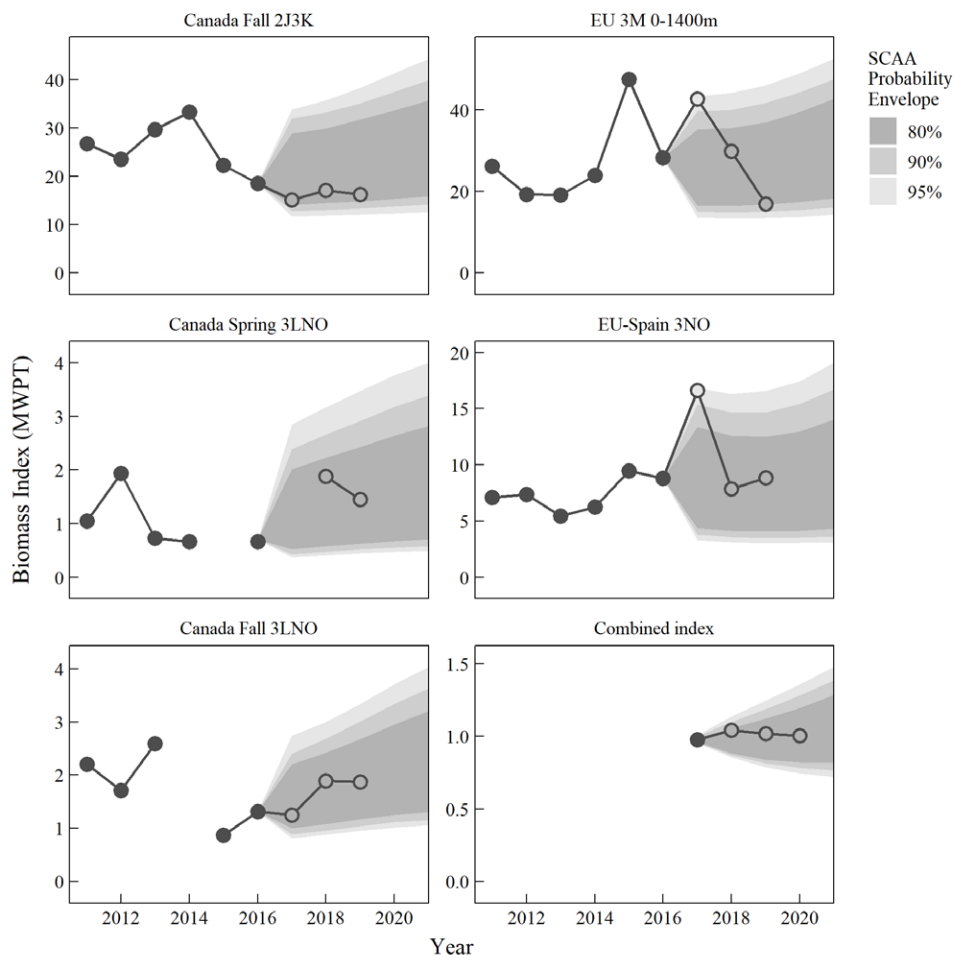 Canada Fall 2J3K
EU 3M 0-1400m
40
30
20
10
0
40
20
0
SCAA
Probability
Envelope
80%
90%
95%
Biomass Index (MWPT)
Canada Spring 3LNO
EU-Spain 3NO
4
3
2
1
0
20
15
10
5
0
Canada Fall 3LNO
Combined index
4
3
2
1
0
1.5
1.0
0.5
0.0
2012 2014 2016 2018 2020
2012 2014 2016 2018 2020
Year